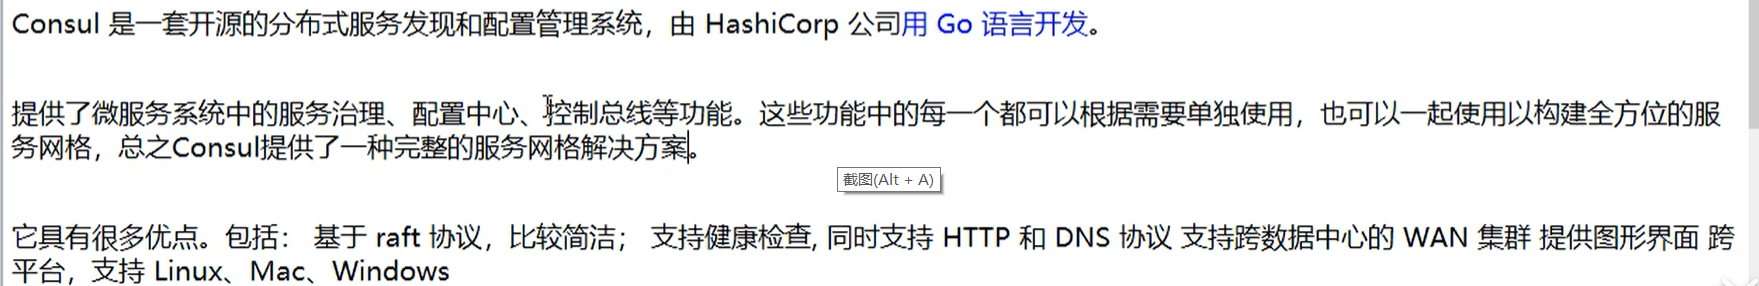 Consul 是一套开源的分布式服务发现和配置管理系统，由 HashiCorp 公司用 Go 语言开发。
提供了微服务系统中的服务治理、配置中心、控制总线等功能。这些功能中的每一个都可以根据需要单独使用，也可以一起使用以构建全方位的服
务网格，总之Consul提供了一种完整的服务网格解决方案。
截图(Alt + A)
它具有很多优点。包括： 基于 raft 协议，比较简洁； 支持健康检查, 同时支持 HTTP 和 DNS 协议 支持跨数据中心的 WAN 集群 提供图形界面 跨
平台，支持 Linux、Mac、Windows